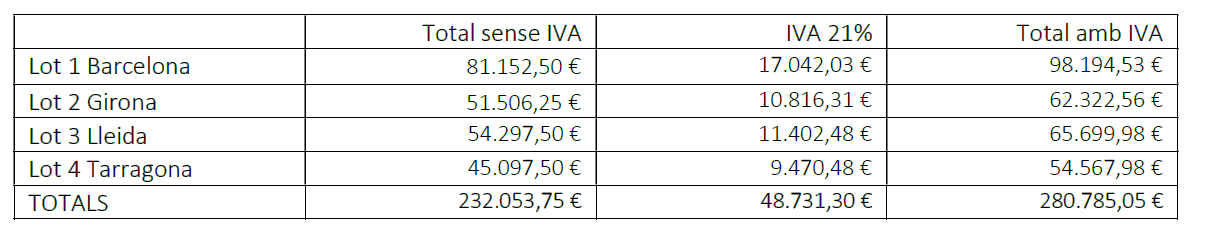 Total sense IVA IVA 21% Total amb IVA
Lot 1 Barcelona 81.152,50 € 17.042,03 € 98.194,53 €
Lot 2 Girona 51.506,25 € 10.816,31 € 62.322,56 €
Lot 3 Lleida 54.297,50 € 11.402,48 € 65.699,98 €
Lot 4 Tarragona 45.097,50 € 9.470,48 € 54.567,98 €
TOTALS 232.053,75 € 48.731,30 € 280.785,05 €